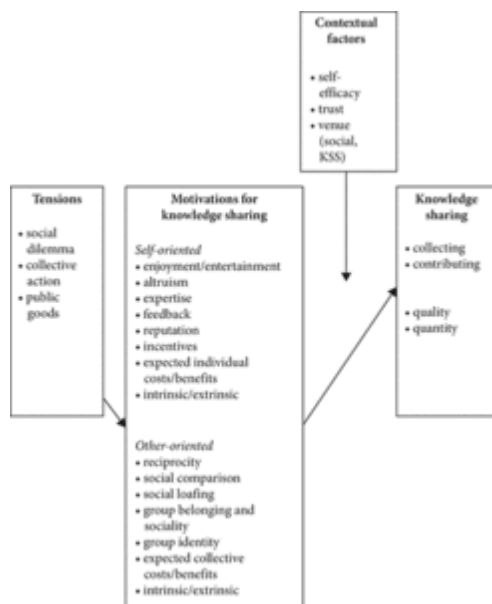 Contextual
factors
• self-
efficacy
• trust
• venue
(social,
KSS)
Tensions
• social
dilemma
• collective
action
• public
goods
Motivations for
knowledge sharing
Self-oriented
• enjoyment/entertainment
• altruism
• expertise
• feedback
• reputation
• incentives
• expected individual
costs/benefits
• intrinsic/extrinsic
Other-oriented
• reciprocity
• social comparison
• social loafing
• group belonging and
sociality
• group identity
• expected collective
costs/benefits
• intrinsic/extrinsic
Knowledge
sharing
• collecting
• contributing
• quality
• quantity